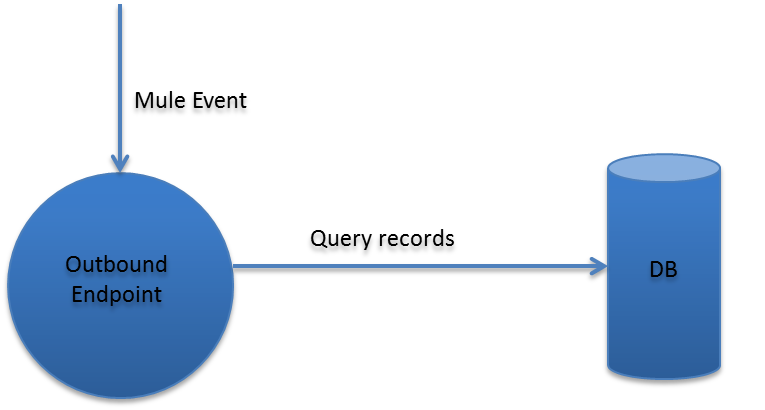 Mule Event
Query records
Outbound
Endpoint
DB